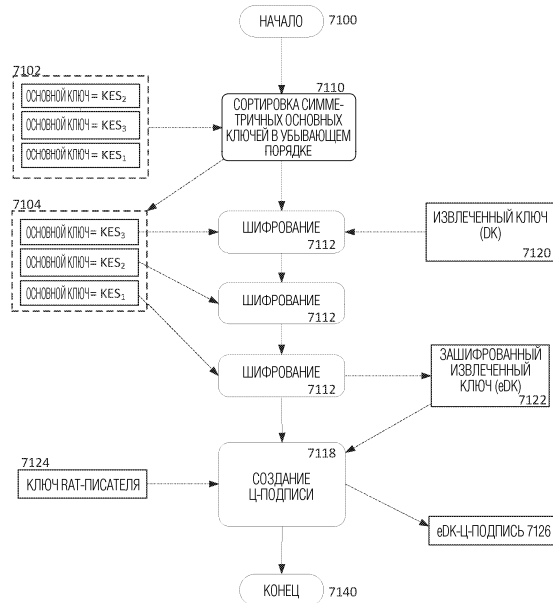 НАЧАЛО
7100
7102
ОСНОВНОЙ КЛЮЧ = KES2
ОСНОВНОЙ КЛЮЧ = KES3
ОСНОВНОЙ КЛЮЧ = KES1
7110
СОРТИРОВКА СИММЕ-
ТРИЧНЫХ ОСНОВНЫХ
КЛЮЧЕЙ В УБЫВАЮЩЕМ
ПОРЯДКЕ
7104
ОСНОВНОЙ КЛЮЧ = KES3
ОСНОВНОЙ КЛЮЧ = KES2
ОСНОВНОЙ КЛЮЧ = KES1
ШИФРОВАНИЕ
7112
ИЗВЛЕЧЕННЫЙ КЛЮЧ
(DK)
7120
ШИФРОВАНИЕ
7112
ШИФРОВАНИЕ
7112
ЗАШИФРОВАННЫЙ
ИЗВЛЕЧЕННЫЙ
КЛЮЧ (eDK)
7122
7118
СОЗДАНИЕ
Ц-ПОДПИСИ
7124
КЛЮЧ RAT-ПИСАТЕЛЯ
eDK-Ц-ПОДПИСЬ 7126
КОНЕЦ
7140